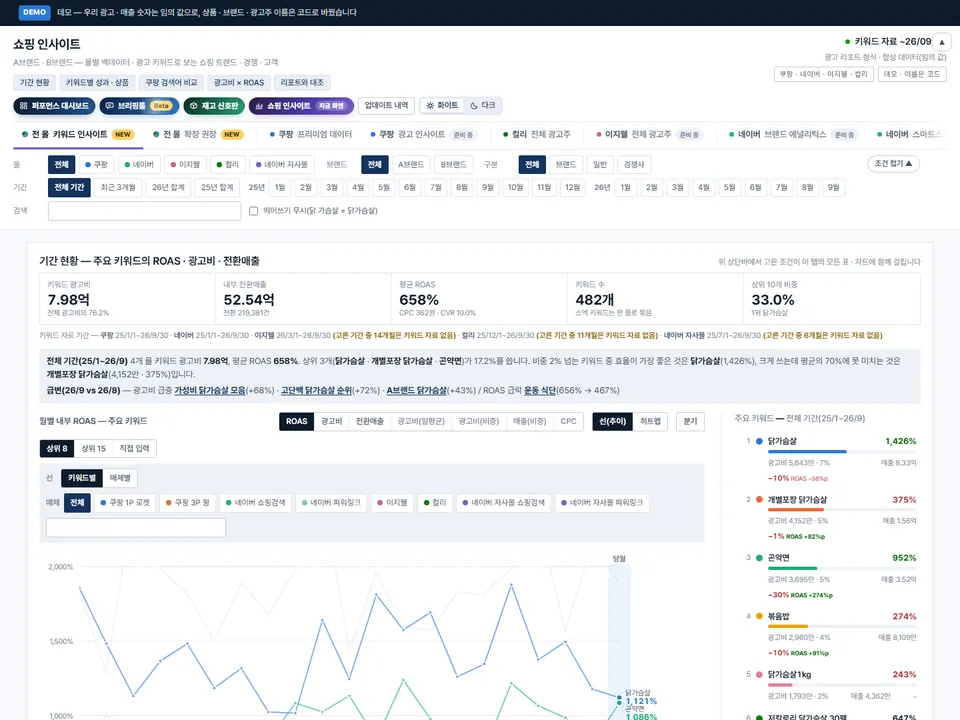 DEMO 데모 — 우리 광고 · 매출 숫자는 임의 값으로, 상품 · 브랜드 · 광고주 이름은 코드로 바꿨습니다
쇼핑 인사이트
키워드 자료 ~26/09 ▲
A브랜드 · B브랜드 — 몰별 백데이터 · 광고 키워드로 보는 쇼핑 트렌드 · 경쟁 · 고객
광고 리포트 형식 · 합성 데이터(임의 값)
쿠팡 · 네이버 · 이지웰 · 컬리 데모 · 이름은 코드
기간 현황 키워드별 성과 · 상품 쿠팡 검색어 비교 광고비 × ROAS 리포트와 대조
퍼포먼스 대시보드 브리핑룸 Beta 재고 신호판 쇼핑 인사이트 지금 화면 업데이트 내역 화이트 다크
전 몰 키워드 인사이트 NEW 전 몰 확장 권장 NEW 쿠팡 프리미엄 데이터 쿠팡 광고 인사이트 준비 중 컬리 전체 광고주 이지웰 전체 광고주 준비 중 네이버 브랜드 애널리틱스 준비 중 네이버 스마트스
몰 전체 쿠팡 네이버 이지웰 컬리 네이버 자사몰 브랜드 전체 A브랜드 B브랜드 구분 전체 브랜드 일반 경쟁사 조건 접기 ▲
기간 전체 기간 최근 3개월 26년 합계 25년 합계 25년 1월 2월 3월 4월 5월 6월 7월 8월 9월 10월 11월 12월 26년 1월 2월 3월 4월 5월 6월 7월 8월 9월
검색 띄어쓰기 무시(닭 가슴살 = 닭가슴살)
기간 현황 — 주요 키워드의 ROAS · 광고비 · 전환매출
위 상단바에서 고른 조건이 이 탭의 모든 표 · 차트에 함께 걸립니다
키워드 광고비 내부 전환매출 평균 ROAS 키워드 수 상위 10개 비중
7.98억 52.54억 658% 482개 33.0%
전체 광고비의 76.2% 전환 219,381건 CPC 362원 · CVR 10.0% 소액 키워드는 한 줄로 묶음 1위 닭가슴살
키워드 자료 기간 — 쿠팡 25/1/1~26/9/30 · 네이버 25/1/1~26/9/30 · 이지웰 26/3/1~26/9/30 (고른 기간 중 14개월은 키워드 자료 없음) · 컬리 25/12/1~26/9/30 (고른 기간 중 11개월은 키워드 자료 없음) · 네이버 자사몰 (고른 기간 중 6개월은 키워드 자료 없음).
전체 기간(25/1~26/9) 4개 몰 키워드 광고비 7.98억, 평균 ROAS 658%. 상위 3개(닭가슴살 · 개별포장 닭가슴살 · 곤약면)가 17.2%를 씁니다. 비중 2% 넘는 키워드 중 효율이 가장 좋은 것은 닭가슴살(1,426%), 크게 쓰는데 평균의 70%에 못 미치는 것은
개별포장 닭가슴살(4,152만 · 375%)입니다.
급변(26/9 vs 26/8) — 광고비 급증 가성비 닭가슴살 모음(+68%) · 고단백 닭가슴살 순위(+72%) · A브랜드 닭가슴살(+43%) / ROAS 급락 운동 식단(656% → 467%)
월별 내부 ROAS — 주요 키워드
ROAS 광고비 전환매출 광고비(일평균) 광고비(비중) 매출(비중) CPC 선(추이) 히트맵 분기
상위 8 상위 15 직접 입력
선 키워드별 매체별
매체 전체 쿠팡 1P 로켓 쿠팡 3P 윙 네이버 쇼핑검색 네이버 파워링크 이지웰 컬리 네이버 자사몰 쇼핑검색 네이버 자사몰 파워링크
당월
2,000%
1,500%
1,000%
닭가슴살
1,121%
곤약면
1,086%
주요 키워드 — 전체 기간(25/1~26/9)
1 닭가슴살 1,426%
광고비 5,843만 · 7% 매출 8.33억
−10% ROAS −58%p
2 개별포장 닭가슴살 375%
광고비 4,152만 · 5% 매출 1.56억
−1% ROAS +82%p
3 곤약면 952%
광고비 3,695만 · 5% 매출 3.52억
−30% ROAS +274%p
4 볶음밥 274%
광고비 2,960만 · 4% 매출 8,109만
−10% ROAS +91%p
5 닭가슴살1kg 243%
광고비 1,793만 · 2% 매출 4,362만 -
6 저칼로리 닭가슴살 30팩 647%